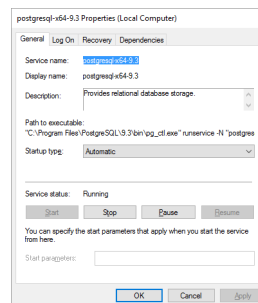 postgresql-x64-9.3 Properties (Local Computer)
General Log On Recovery Dependencies
Service name: postgresql-x64-9.3
Display name: postgresql-x64-9.3
Description: Provides relational database storage.
Path to executable:
"C:\Program Files\PostgreSQL\9.3\bin\pg_ctl.exe" runservice -N "postgres
Startup type: Automatic
Service status: Running
Start Stop Pause Resume
You can specify the start parameters that apply when you start the service
from here.
Start parameters:
OK Cancel Apply